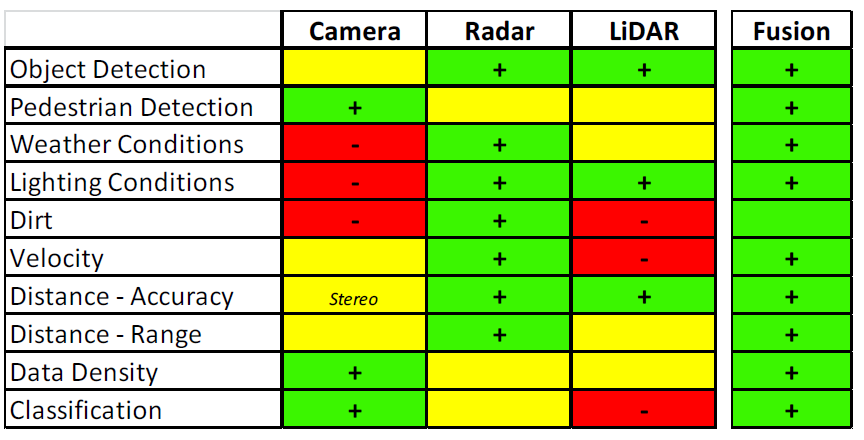 Camera Radar LiDAR Fusion
Object Detection + + +
Pedestrian Detection + +
Weather Conditions - + +
Lighting Conditions - + + +
Dirt - + -
Velocity + - +
Distance - Accuracy Stereo + + +
Distance - Range + +
Data Density + +
Classification + - +